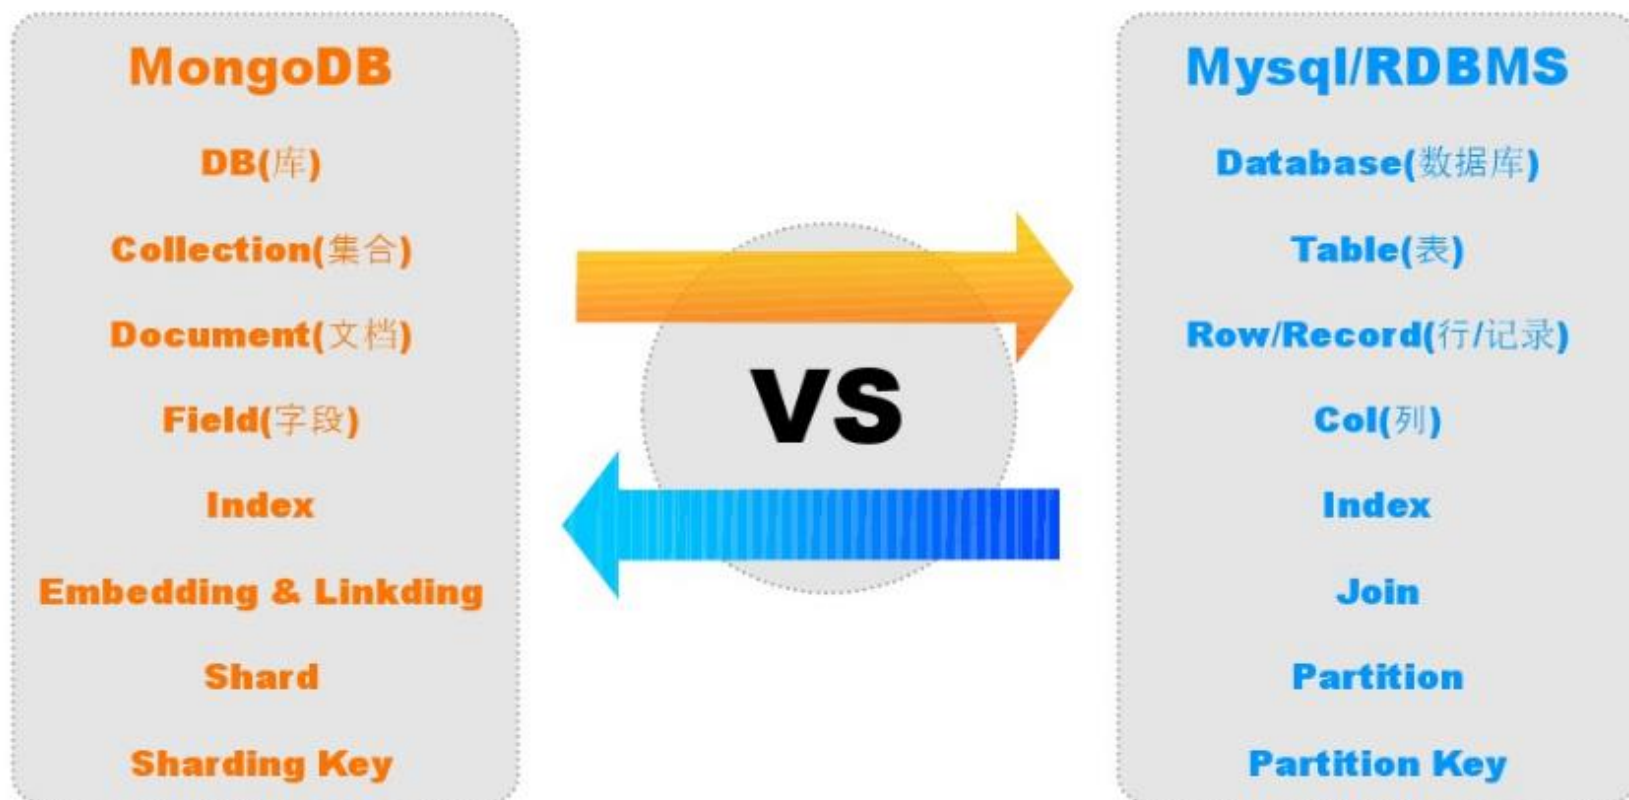 MongoDB
DB(库)
Collection(集合)
Document(文档)
Field(字段)
Index
Embedding & Linkding
Shard
Sharding Key
VS
Mysql/RDBMS
Database(数据库)
Table(表)
Row/Record(行/记录)
Col(列)
Index
Join
Partition
Partition Key